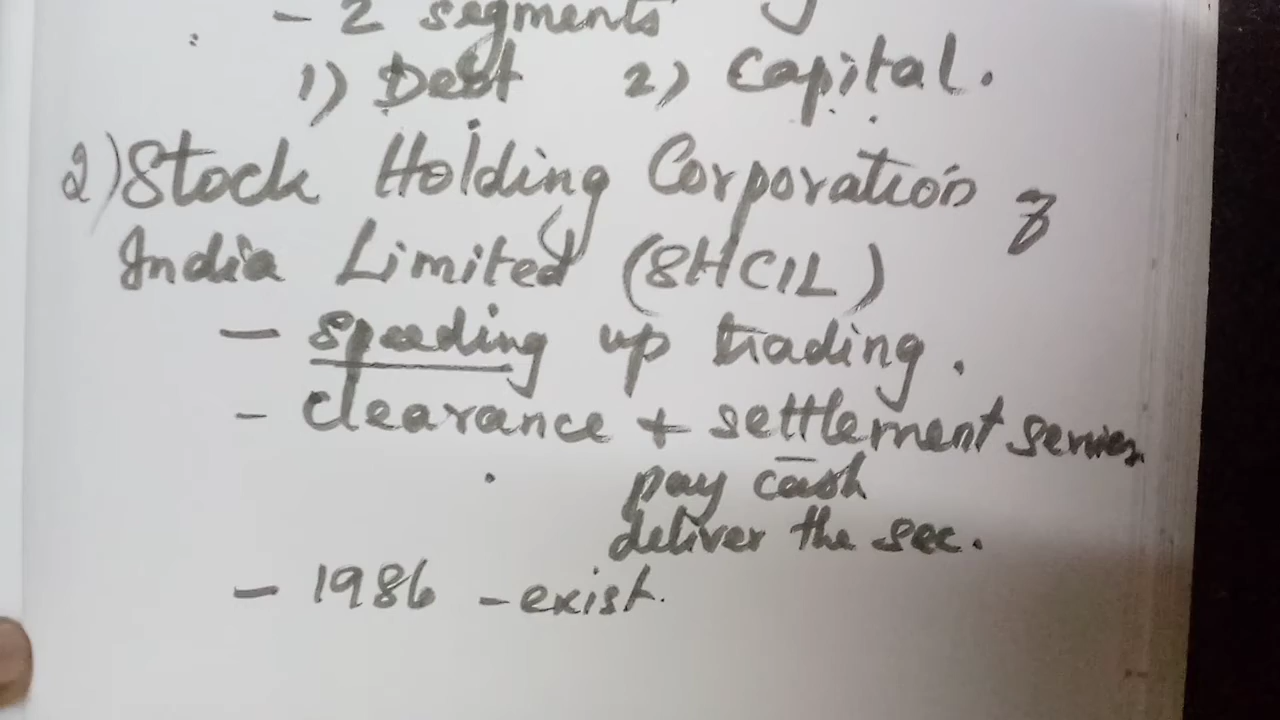 - 2 segments
1) Debt 2) Capital.
2) Stock Holding Corporation of
India Limited (SHCIL)
- Speeding up trading.
- clearance + settlement services
pay cash
deliver the sec.
- 1986 - exist.